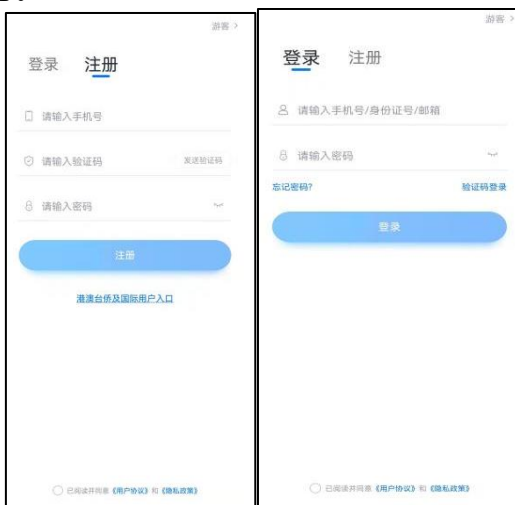 游客 >
登录 注册
请输入手机号
请输入验证码 发送验证码
请输入密码
注册
港澳台侨及国际用户入口
已阅读并同意《用户协议》和《隐私政策》
游客 >
登录 注册
请输入手机号/身份证号/邮箱
请输入密码
忘记密码? 验证码登录
登录
已阅读并同意《用户协议》和《隐私政策》